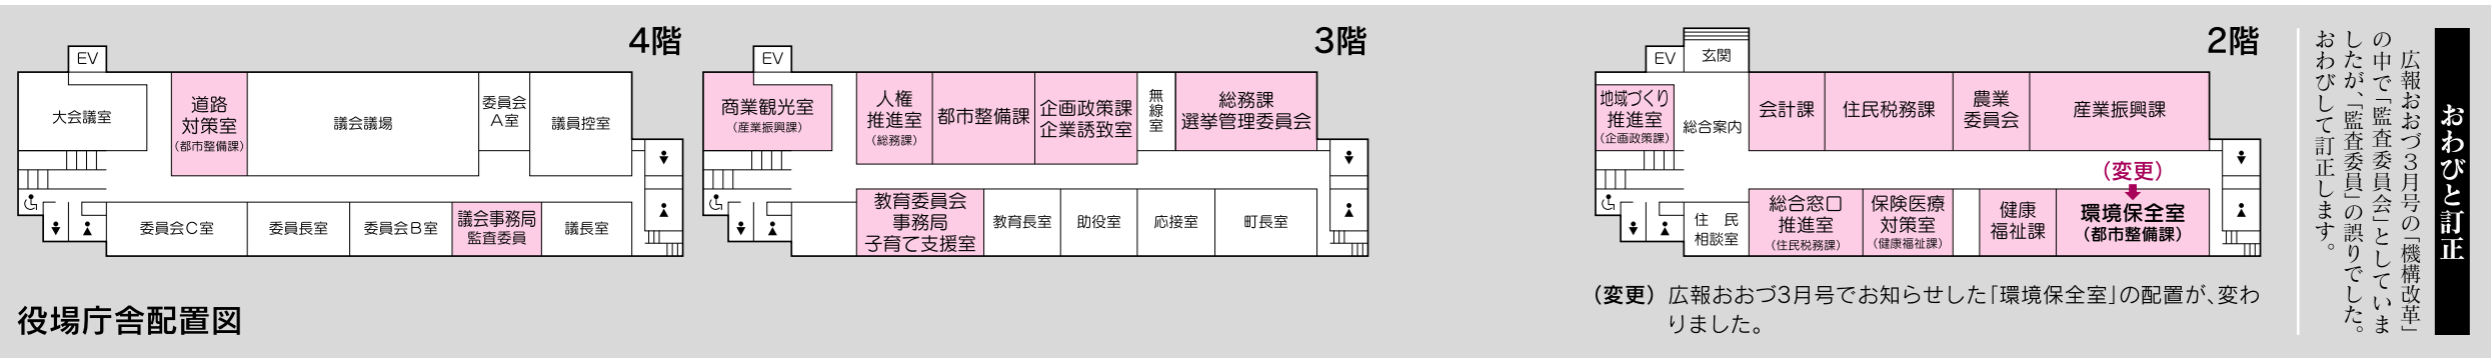 4階
EV
大会議室
道路
対策室
(都市整備課)
議会議場
委員会
A室
議員控室
委員会C室
委員長室
委員会B室
議会事務局
監査委員
議長室
役場庁舎配置図
3階
EV
商業観光室
(産業振興課)
人権
推進室
(総務課)
都市整備課
企画政策課
企業誘致室
無線室
総務課
選挙管理委員会
教育委員会
事務局
子育て支援室
教育長室
助役室
応接室
町長室
2階
EV
玄関
地域づくり
推進室
(企画政策課)
総合案内
会計課
住民税務課
農業
委員会
産業振興課
(変更)
住 民
相談室
総合窓口
推進室
(住民税務課)
保険医療
対策室
(健康福祉課)
健康
福祉課
環境保全室
(都市整備課)
(変更) 広報おおづ3月号でお知らせした「環境保全室」の配置が、変わ
りました。
おわびと訂正
広報おおづ3月号の「機構改革」
の中で「監査委員会」としていま
したが、「監査委員」の誤りでした。
おわびして訂正します。